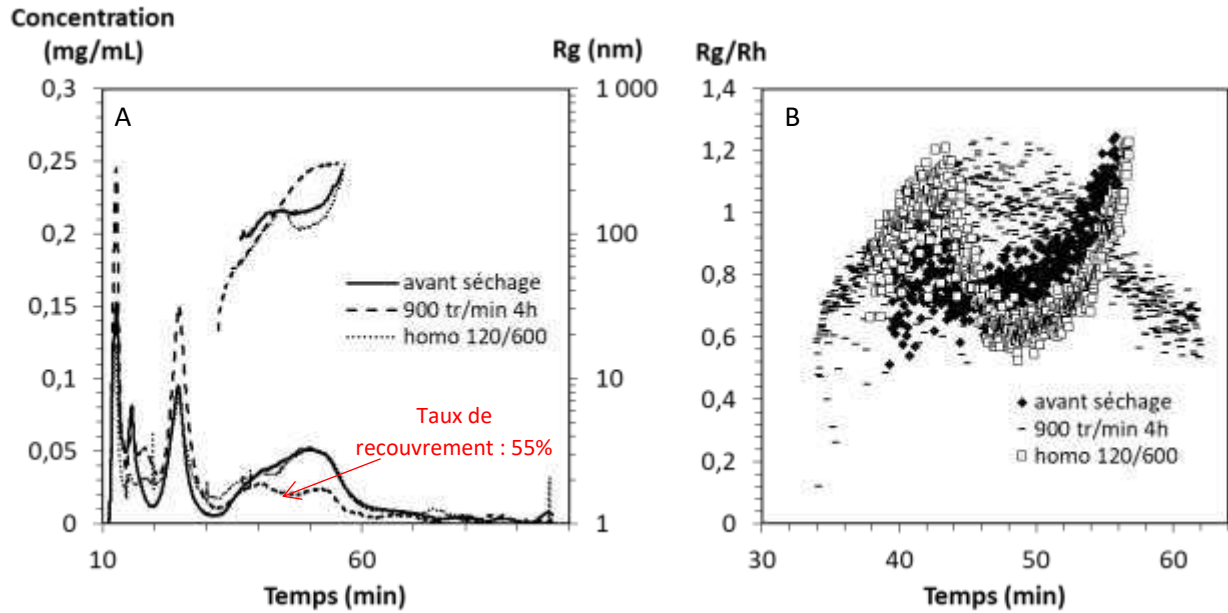 Concentration
(mg/mL)
Rg (nm)
0,3
0,25
0,2
0,15
0,1
0,05
0
1 000
100
10
1
A
avant séchage
900 tr/min 4h
homo 120/600
Taux de
recouvrement : 55%
10
60
Temps (min)
Rg/Rh
1,4
1,2
1
0,8
0,6
0,4
0,2
0
B
avant séchage
900 tr/min 4h
homo 120/600
30
40
50
60
Temps (min)